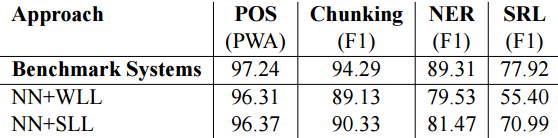 Approach POS Chunking NER SRL
(PWA) (F1) (F1) (F1)
Benchmark Systems 97.24 94.29 89.31 77.92
NN+WLL 96.31 89.13 79.53 55.40
NN+SLL 96.37 90.33 81.47 70.99